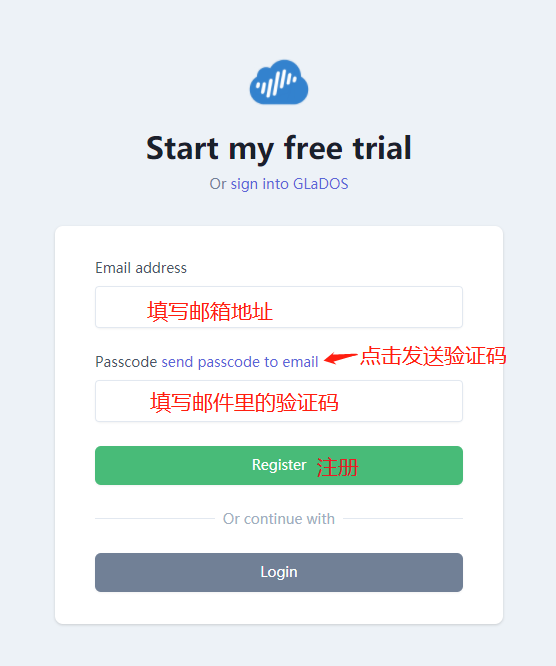 Start my free trial
Or sign into GLaDOS
Email address
填写邮箱地址
Passcode send passcode to email 点击发送验证码
填写邮件里的验证码
Register 注册
Or continue with
Login